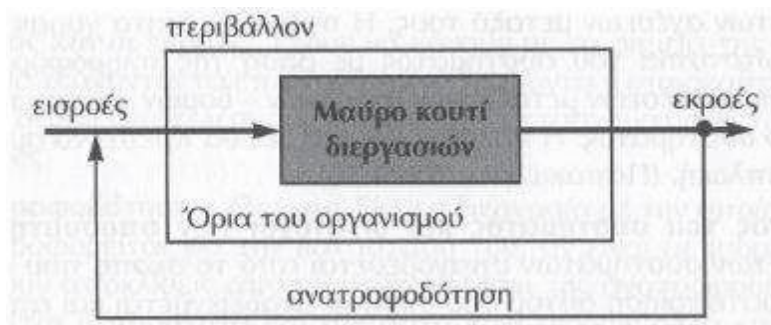 περιβάλλον
εισροές
Μαύρο κουτί
διεργασιών
εκροές
Όρια του οργανισμού
ανατροφοδότηση